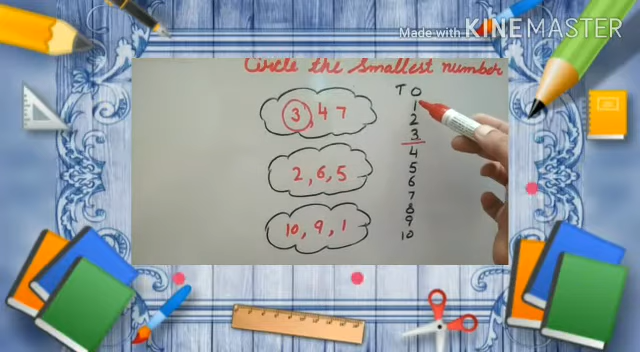 Made with KINEMASTER
Circle the smallest number
T O
3, 4 7
1
2
3
2, 6, 5
4
5
6
7
10, 9, 1
8
9
10